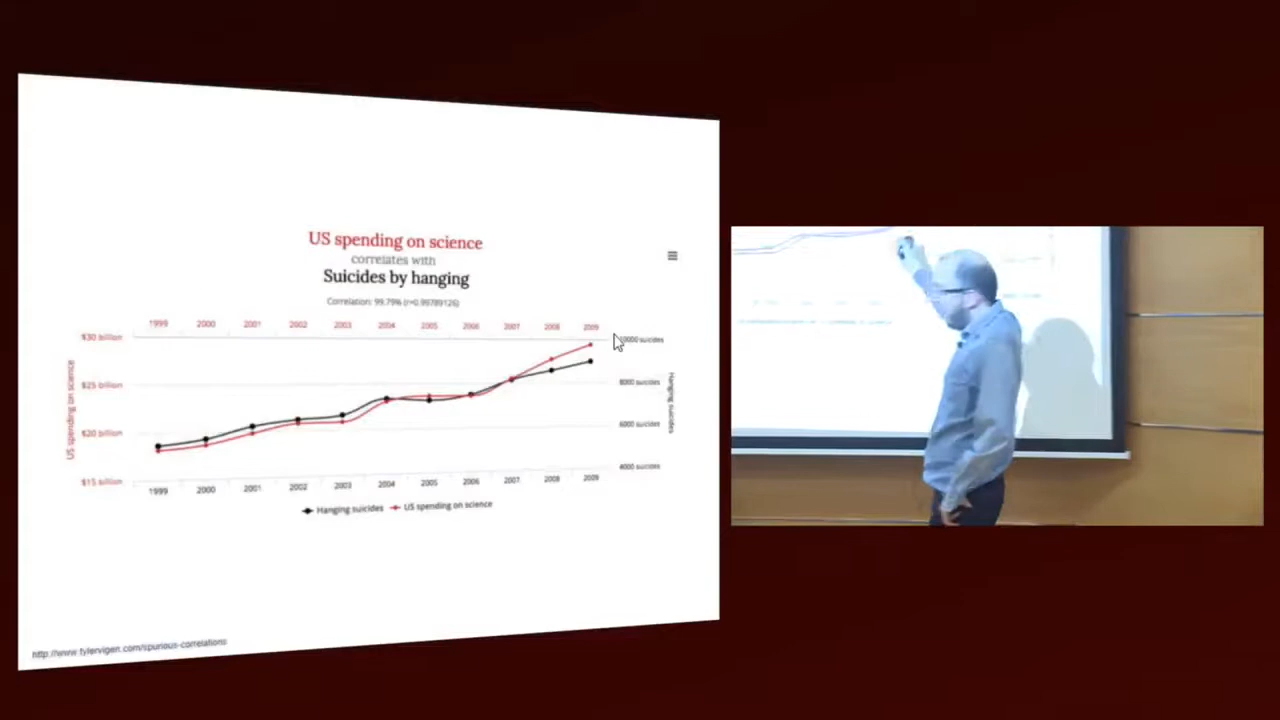 US spending on science
correlates with
Suicides by hanging
Correlation: 99.79% (r=0.99789126)
1999 2000 2001 2002 2003 2004 2005 2006 2007 2008 2009
$30 billion 10000 suicides
$25 billion 8000 suicides
$20 billion 6000 suicides
$15 billion 4000 suicides
US spending on science
Hanging suicides
1999 2000 2001 2002 2003 2004 2005 2006 2007 2008 2009
Hanging suicides US spending on science
http://www.tylervigen.com/spurious-correlations